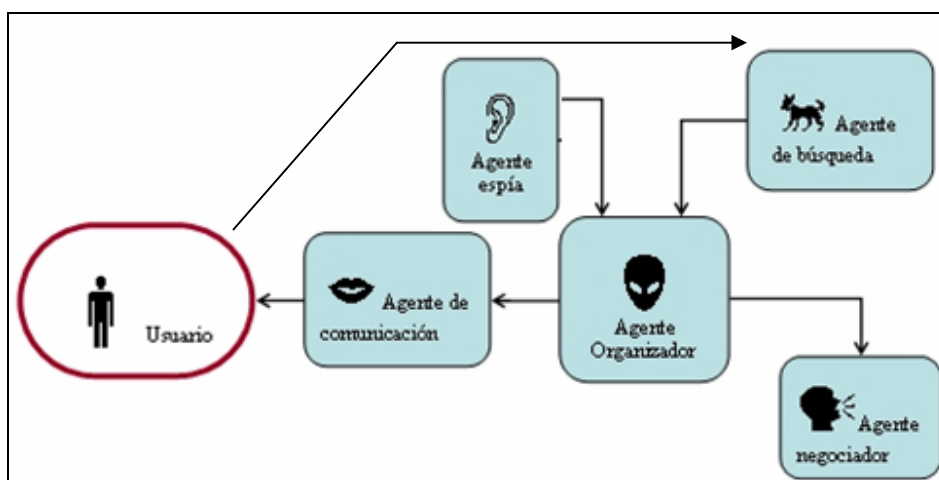 Agente
espía
Agente
de búsqueda
Usuario
Agente de
comunicación
Agente
Organizador
Agente
negociador